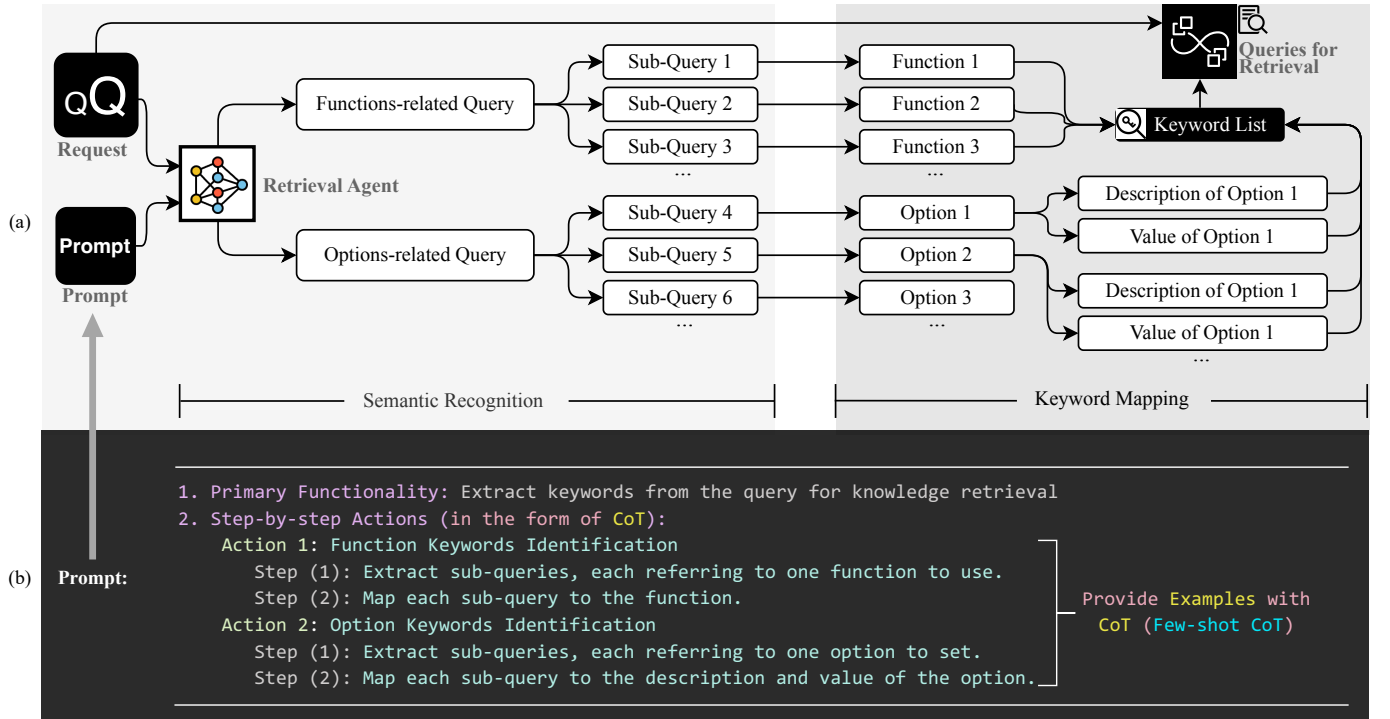 QQ
Request
Prompt
Prompt
Retrieval Agent
Functions-related Query
Options-related Query
Sub-Query 1
Sub-Query 2
Sub-Query 3
...
Sub-Query 4
Sub-Query 5
Sub-Query 6
...
Function 1
Function 2
Function 3
...
Option 1
Option 2
Option 3
...
Queries for
Retrieval
Keyword List
Description of Option 1
Value of Option 1
Description of Option 1
Value of Option 1
...
(a)
Semantic Recognition
Keyword Mapping
(b)
Prompt:
1. Primary Functionality: Extract keywords from the query for knowledge retrieval
2. Step-by-step Actions (in the form of CoT):
Action 1: Function Keywords Identification
Step (1): Extract sub-queries, each referring to one function to use.
Step (2): Map each sub-query to the function.
Action 2: Option Keywords Identification
Step (1): Extract sub-queries, each referring to one option to set.
Step (2): Map each sub-query to the description and value of the option.
Provide Examples with
CoT (Few-shot CoT)